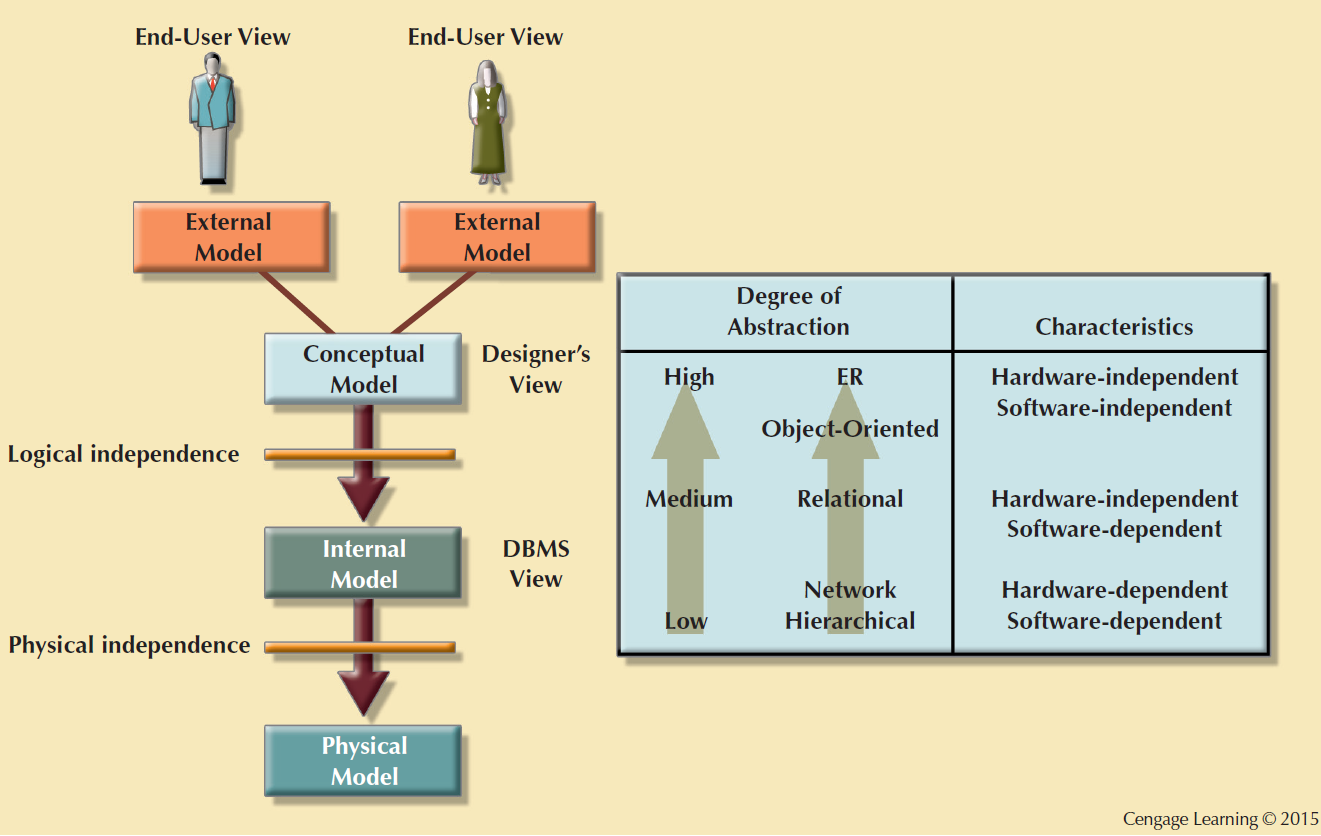 End-User View
End-User View
External
Model
External
Model
Conceptual
Model
Designer's
View
Logical independence
Internal
Model
DBMS
View
Physical independence
Physical
Model
Degree of
Abstraction
Characteristics
High
ER
Hardware-independent
Software-independent
Object-Oriented
Medium
Relational
Hardware-independent
Software-dependent
Network
Hardware-dependent
Low
Hierarchical
Software-dependent
Cengage Learning © 2015